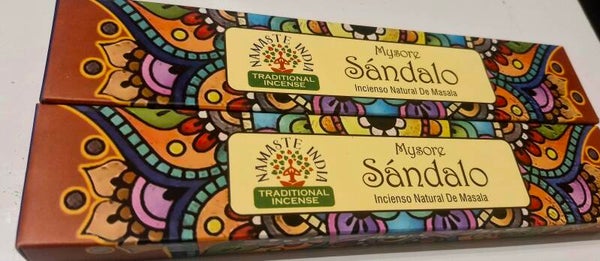 NAMASTE INDIA
TRADITIONAL
INCENSE
Mysore
Sándalo
Incienso Natural De Masala
NAMASTE INDIA
TRADITIONAL
INCENSE
Mysore
Sándalo
Incienso Natural De Masala